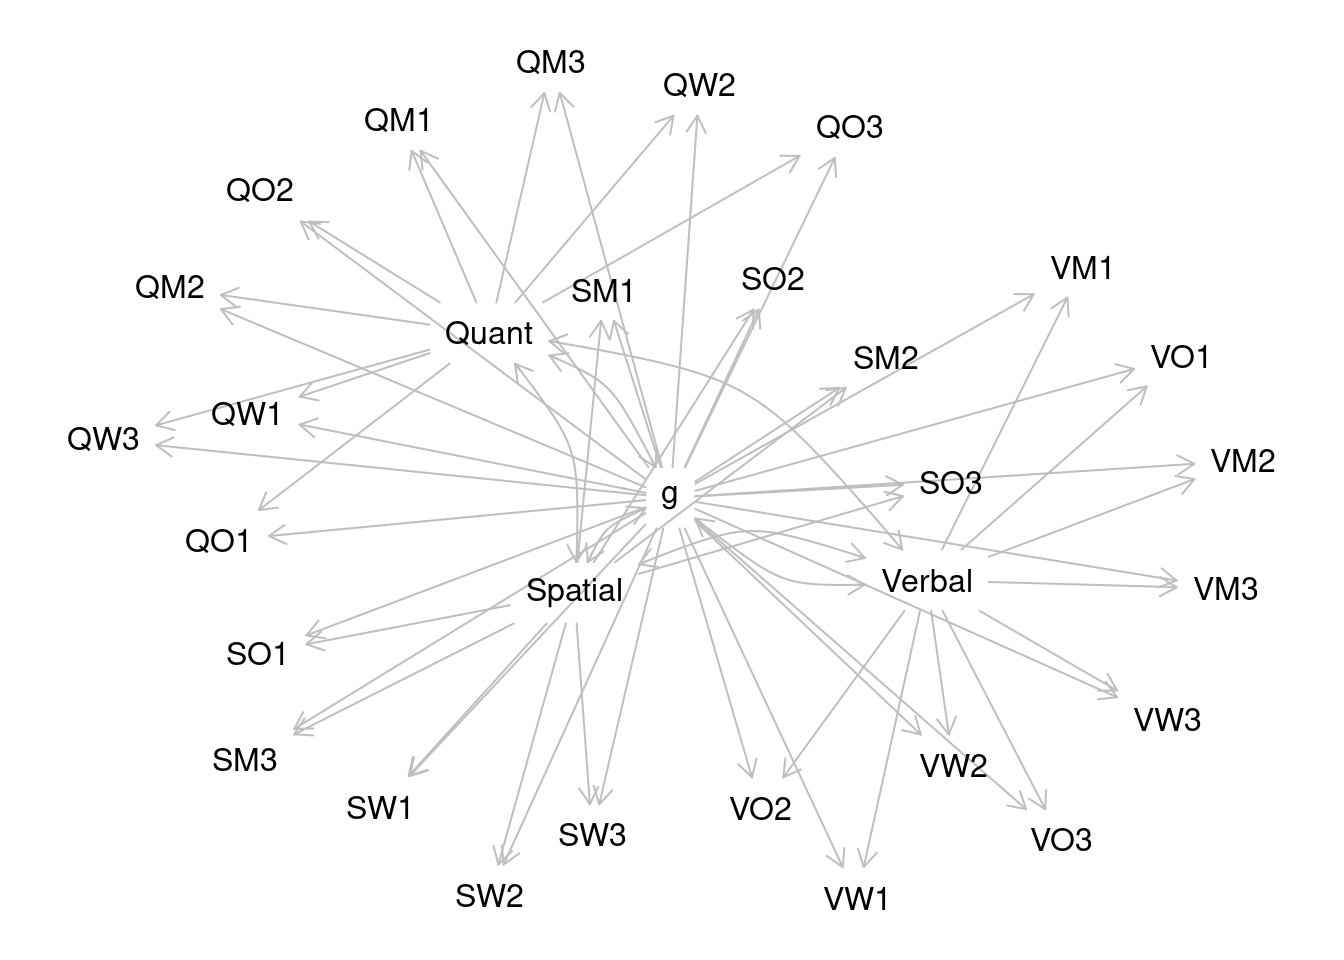 QM3
QW2
QM1
QO3
QO2
VM1
SO2
QM2
SM1
Quant
VO1
SM2
QW1
QW3
VM2
SO3
g
QO1
Verbal
VM3
Spatial
SO1
VW3
SM3
VW2
SW1
VO2
SW3
VO3
SW2
VW1